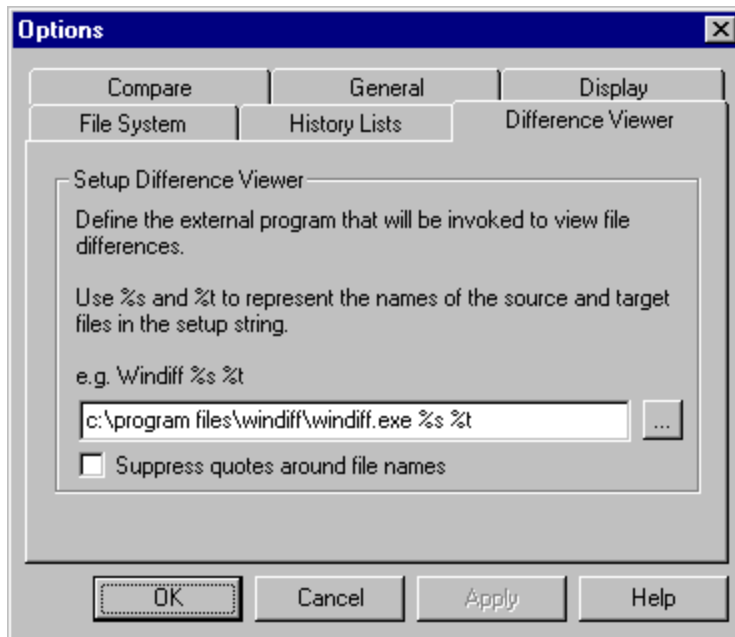 Options
Compare
General
Display
File System
History Lists
Difference Viewer
Setup Difference Viewer
Define the external program that will be invoked to view file
differences.
Use %s and %t to represent the names of the source and target
files in the setup string.
e.g. Windiff %s %t
c:\program files\windiff\windiff.exe %s %t
...
Suppress quotes around file names
OK
Cancel
Apply
Help